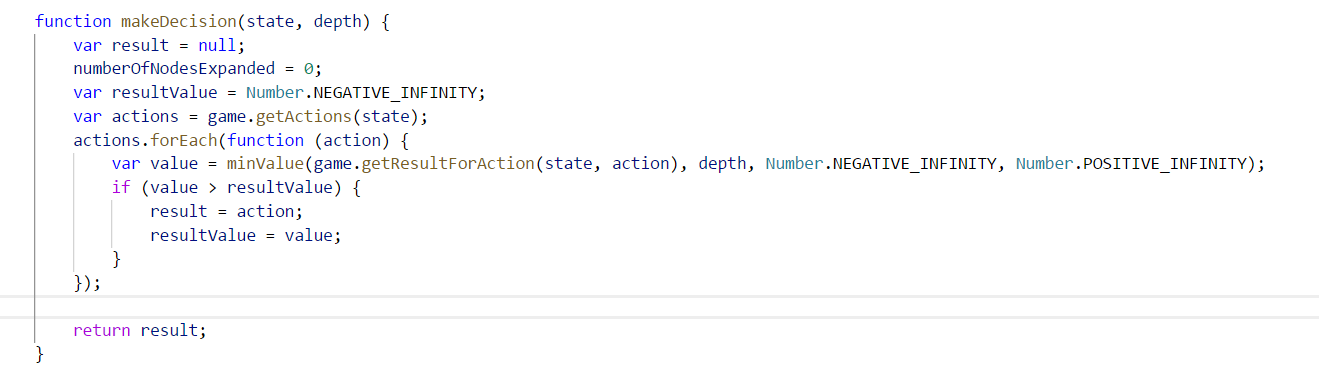 function makeDecision(state, depth) {
    var result = null;
    numberOfNodesExpanded = 0;
    var resultValue = Number.NEGATIVE_INFINITY;
    var actions = game.getActions(state);
    actions.forEach(function (action) {
        var value = minValue(game.getResultForAction(state, action), depth, Number.NEGATIVE_INFINITY, Number.POSITIVE_INFINITY);
        if (value > resultValue) {
            result = action;
            resultValue = value;
        }
    });
    return result;
}